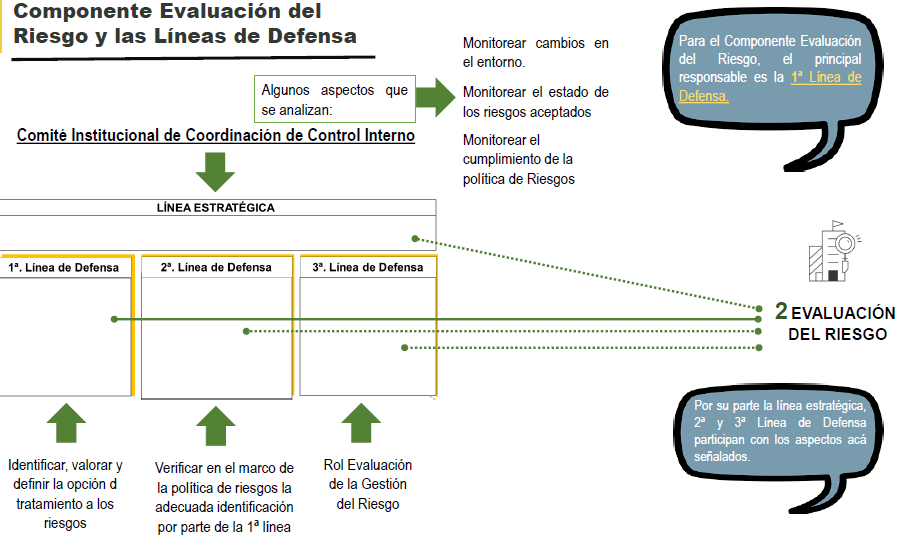 Componente Evaluación del
Riesgo y las Líneas de Defensa
Algunos aspectos que
se analizan:
Monitorear cambios en
el entorno.
Monitorear el estado de
los riesgos aceptados
Monitorear el
cumplimiento de la
política de Riesgos
Para el Componente Evaluación
del Riesgo, el principal
responsable es la 1ª Línea de
Defensa.
Comité Institucional de Coordinación de Control Interno
LÍNEA ESTRATÉGICA
1ª. Línea de Defensa
2ª. Línea de Defensa
3ª. Línea de Defensa
2 EVALUACIÓN
DEL RIESGO
Identificar, valorar y
definir la opción d
tratamiento a los
riesgos
Verificar en el marco de
la política de riesgos la
adecuada identificación
por parte de la 1ª línea
Rol Evaluación
de la Gestión
del Riesgo
Por su parte la línea estratégica,
2ª y 3ª Línea de Defensa
participan con los aspectos acá
señalados.